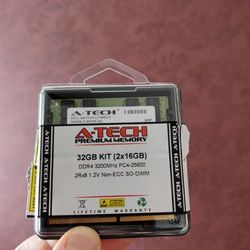 A-TECH
A-TECH
PREMIUM MEMORY
32GB KIT (2x16GB)
DDR4 3200MHz PC4-25600
2Rx8 1.2V Non-ECC SO-DIMM
LIFETIME WARRANTY